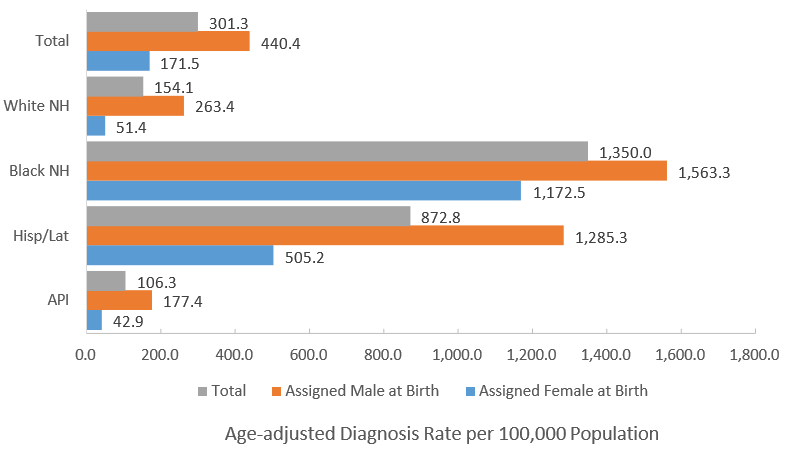 Total
301.3
440.4
171.5
White NH
154.1
263.4
51.4
Black NH
1,350.0
1,563.3
1,172.5
Hisp/Lat
872.8
1,285.3
505.2
API
106.3
177.4
42.9
0.0 200.0 400.0 600.0 800.0 1,000.0 1,200.0 1,400.0 1,600.0 1,800.0
Total Assigned Male at Birth Assigned Female at Birth
Age-adjusted Diagnosis Rate per 100,000 Population